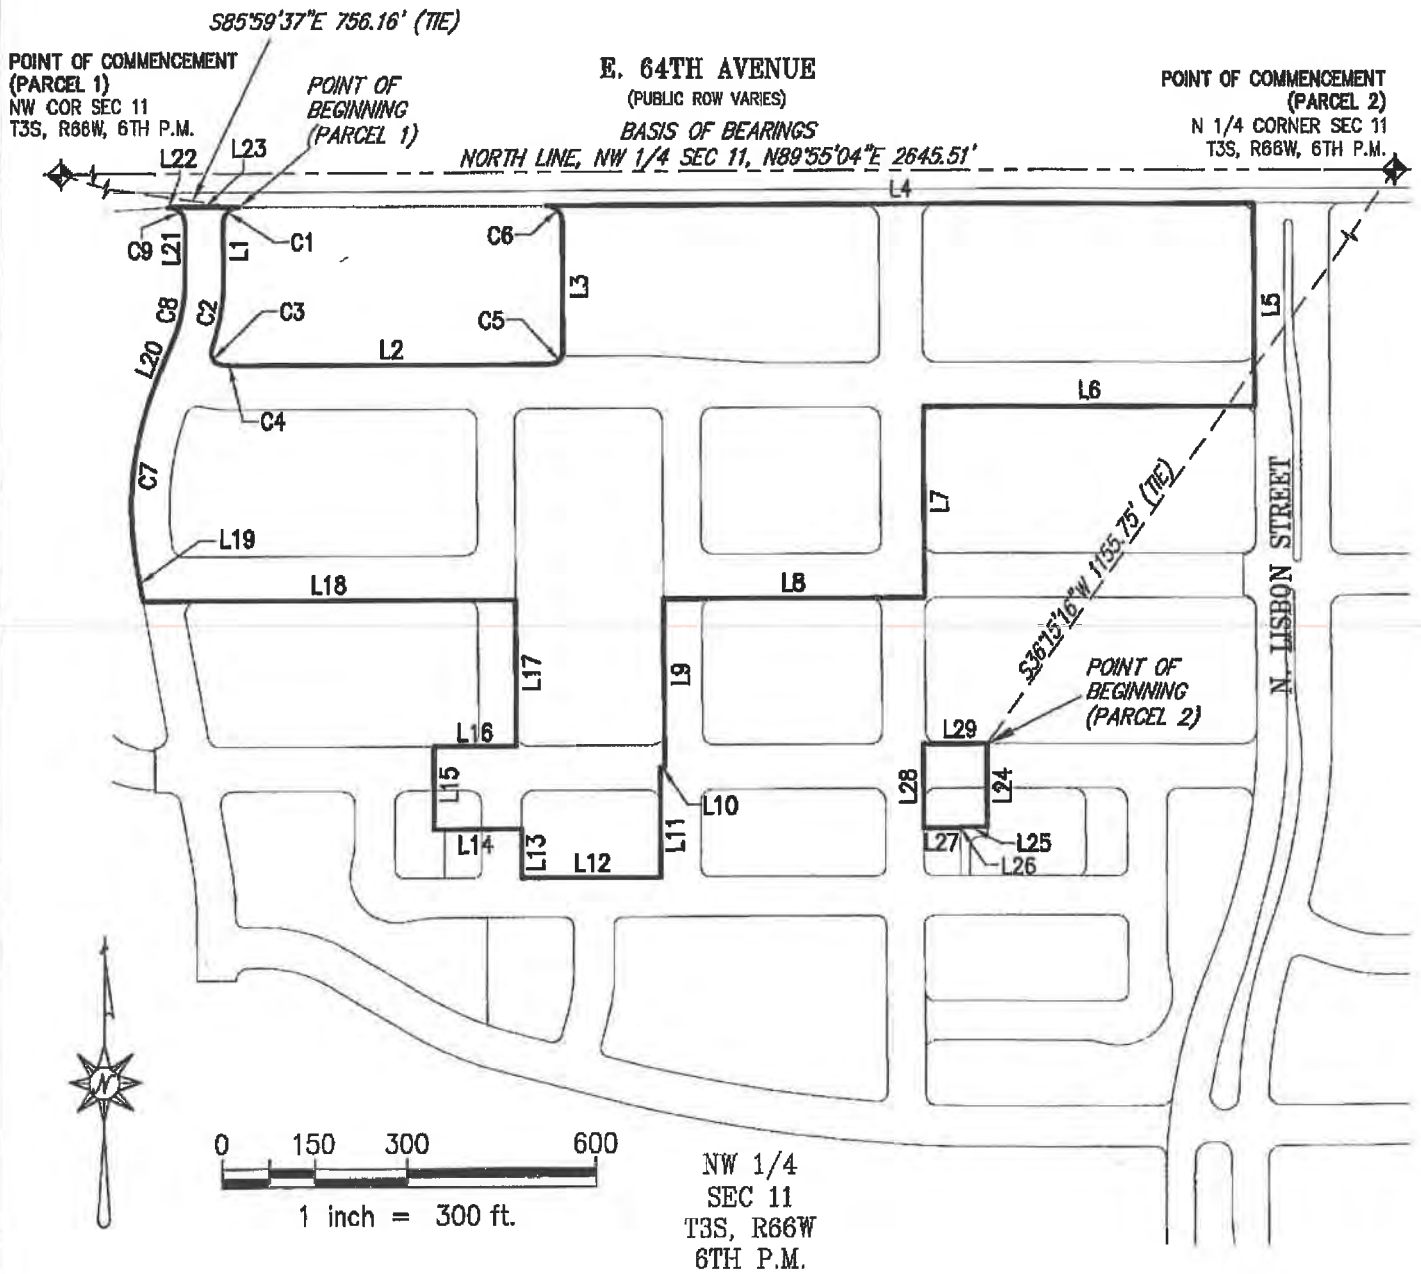 S85°59'37"E 756.16' (TIE)
POINT OF COMMENCEMENT
(PARCEL 1)
NW COR SEC 11
T3S, R66W, 6TH P.M.
POINT OF
BEGINNING
(PARCEL 1)
E. 64TH AVENUE
(PUBLIC ROW VARIES)
BASIS OF BEARINGS
NORTH LINE, NW 1/4 SEC 11, N89°55'04"E 2645.51'
POINT OF COMMENCEMENT
(PARCEL 2)
N 1/4 CORNER SEC 11
T3S, R66W, 6TH P.M.
L22
L23
L4
C9
L21
L1
C1
C6
L3
L5
C8
C2
C3
C5
L20
L2
L6
C4
C7
L7
S36°15'16"W 1155.75' (TIE)
N. LISBON STREET
L19
L18
L8
L17
L9
POINT OF
BEGINNING
(PARCEL 2)
L16
L29
L15
L10
L28
L24
L14
L13
L11
L12
L27
L25
L26
N
0 150 300 600
1 inch = 300 ft.
NW 1/4
SEC 11
T3S, R66W
6TH P.M.